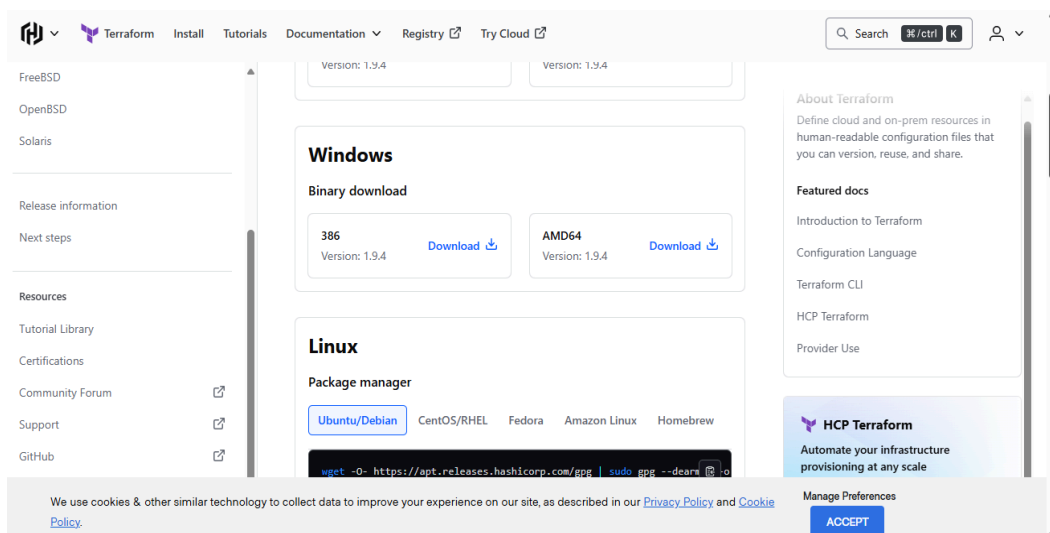 Terraform Install Tutorials Documentation Registry Try Cloud Search ⌘/ctrl K
FreeBSD
OpenBSD
Solaris
Release information
Next steps
Resources
Tutorial Library
Certifications
Community Forum
Support
GitHub
Version: 1.9.4 Version: 1.9.4
Windows
Binary download
386
Version: 1.9.4
Download
AMD64
Version: 1.9.4
Download
Linux
Package manager
Ubuntu/Debian CentOS/RHEL Fedora Amazon Linux Homebrew
wget -O- https://apt.releases.hashicorp.com/gpg | sudo gpg --dearm -o
About Terraform
Define cloud and on-prem resources in
human-readable configuration files that
you can version, reuse, and share.
Featured docs
Introduction to Terraform
Configuration Language
Terraform CLI
HCP Terraform
Provider Use
HCP Terraform
Automate your infrastructure
provisioning at any scale
We use cookies & other similar technology to collect data to improve your experience on our site, as described in our Privacy Policy and Cookie
Policy.
Manage Preferences
ACCEPT